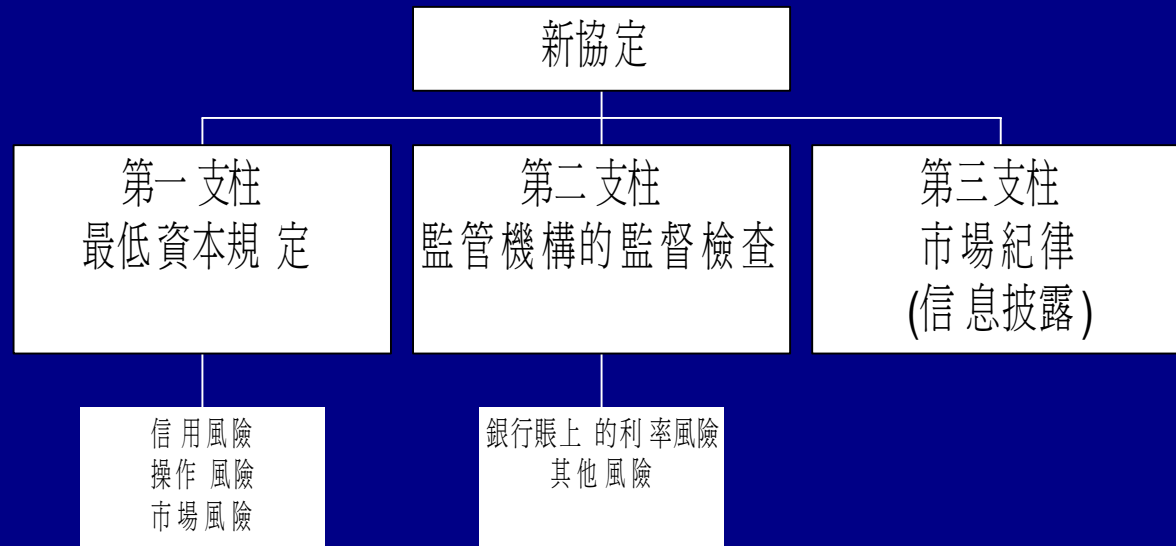 新協定
第一 支柱
最低資本規 定
第二 支柱
監管機構的監督檢查
第三支柱
市場紀律
(信 息披露)
信 用風險
操作 風險
市場風險
銀行賬上 的利 率風險
其他 風險